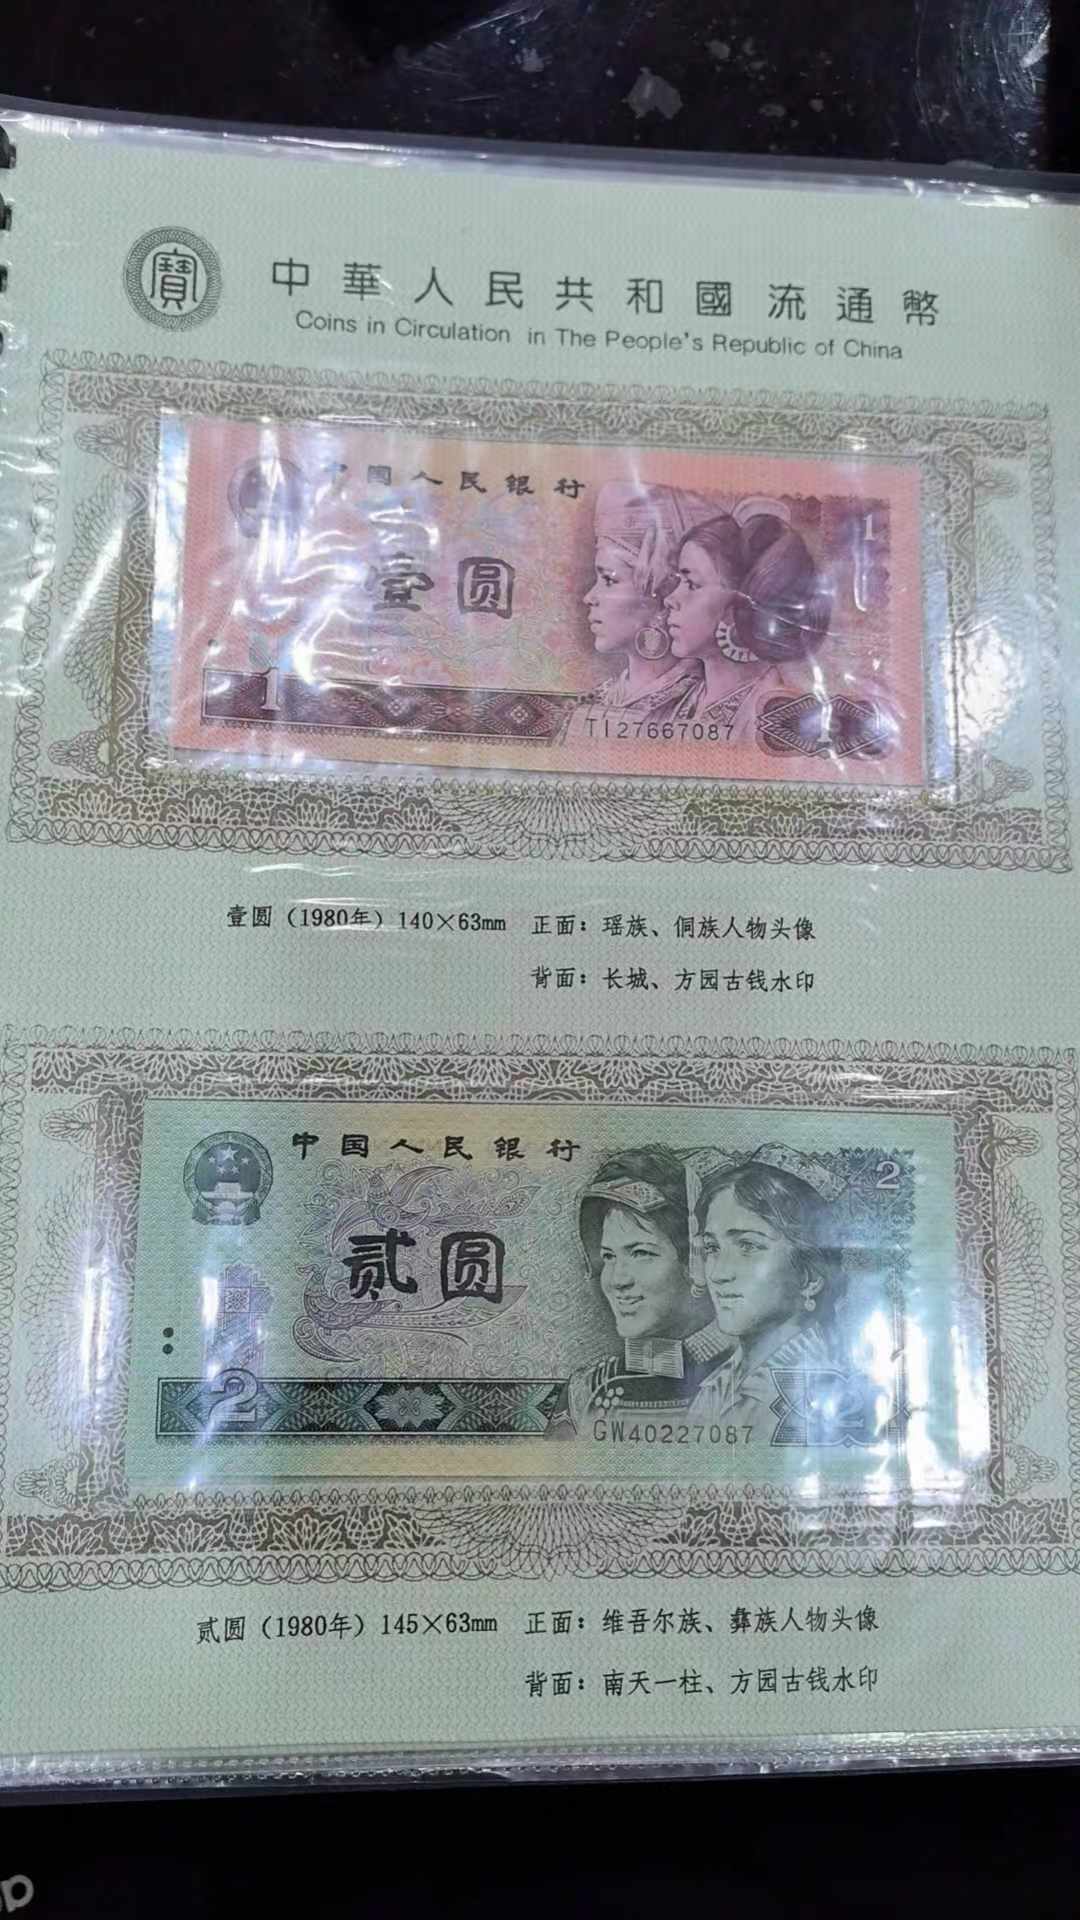 寶
中華人民共和國流通幣
Coins in Circulation in The People's Republic of China
中国人民银行
1
壹圆
1
TI27667087
1
壹圆（1980年）140×63mm 正面：瑶族、侗族人物头像
背面：长城、方园古钱水印
中国人民银行
2
贰圆
2
GW40227087
2
贰圆（1980年）145×63mm 正面：维吾尔族、彝族人物头像
背面：南天一柱、方园古钱水印